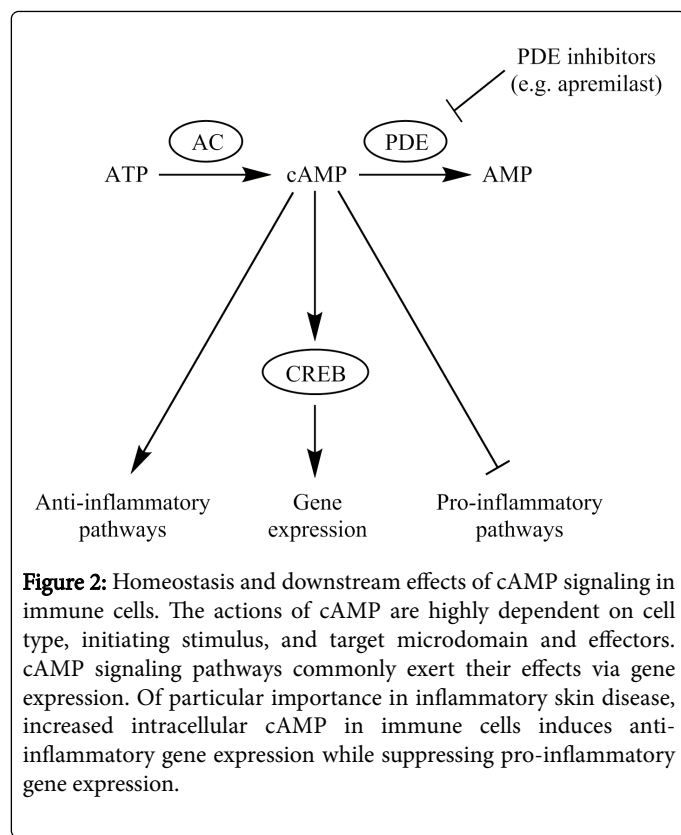 PDE inhibitors
(e.g. apremilast)
AC
PDE
ATP
cAMP
AMP
CREB
Anti-inflammatory
pathways
Gene
expression
Pro-inflammatory
pathways
Figure 2: Homeostasis and downstream effects of cAMP signaling in
immune cells. The actions of cAMP are highly dependent on cell
type, initiating stimulus, and target microdomain and effectors.
cAMP signaling pathways commonly exert their effects via gene
expression. Of particular importance in inflammatory skin disease,
increased intracellular cAMP in immune cells induces anti-
inflammatory gene expression while suppressing pro-inflammatory
gene expression.